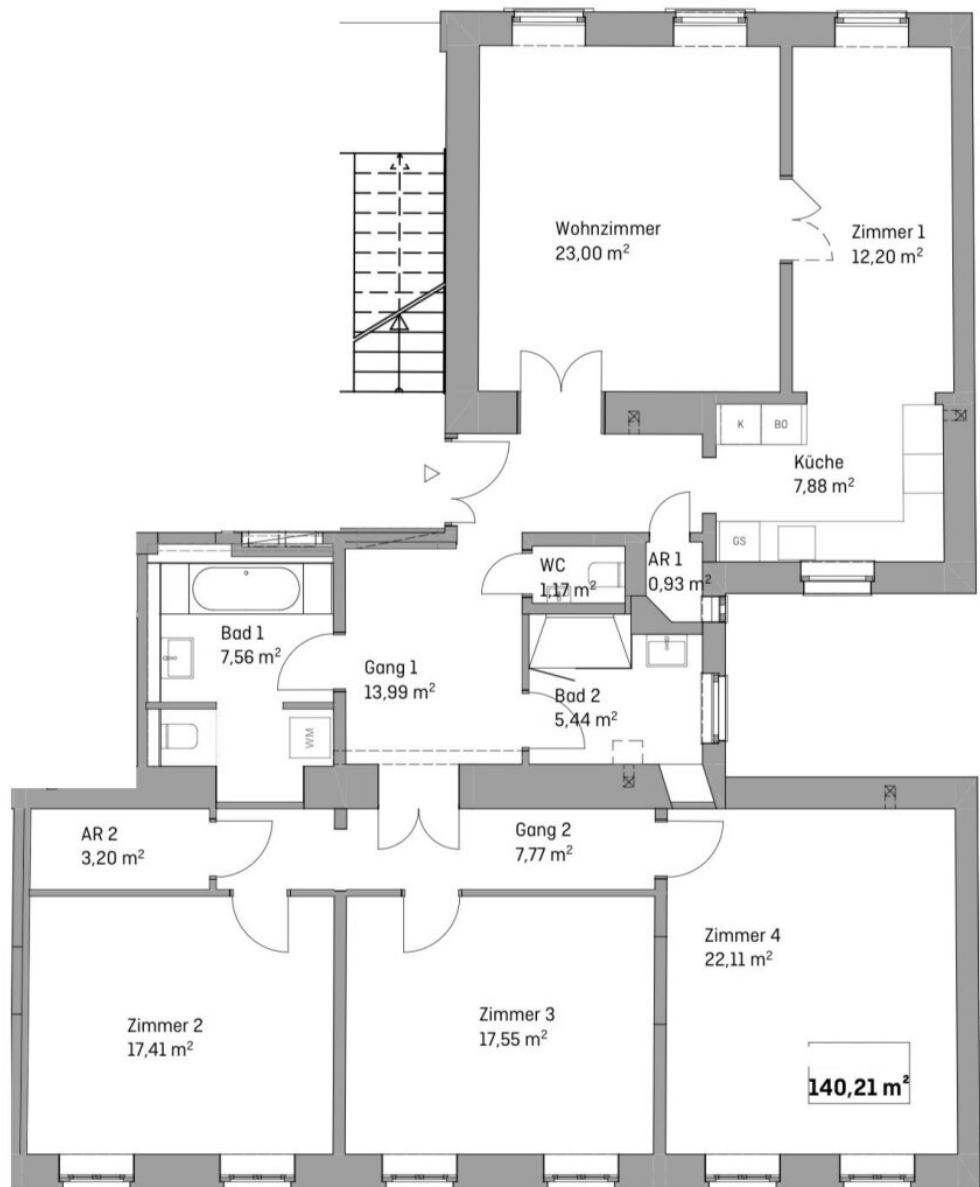 Wohnzimmer
23,00 m²
Zimmer 1
12,20 m²
K
BO
Küche
7,88 m²
GS
WC
1,17 m²
AR 1
0,93 m²
Bad 1
7,56 m²
Gang 1
13,99 m²
Bad 2
5,44 m²
WM
AR 2
3,20 m²
Gang 2
7,77 m²
Zimmer 4
22,11 m²
Zimmer 2
17,41 m²
Zimmer 3
17,55 m²
140,21 m²